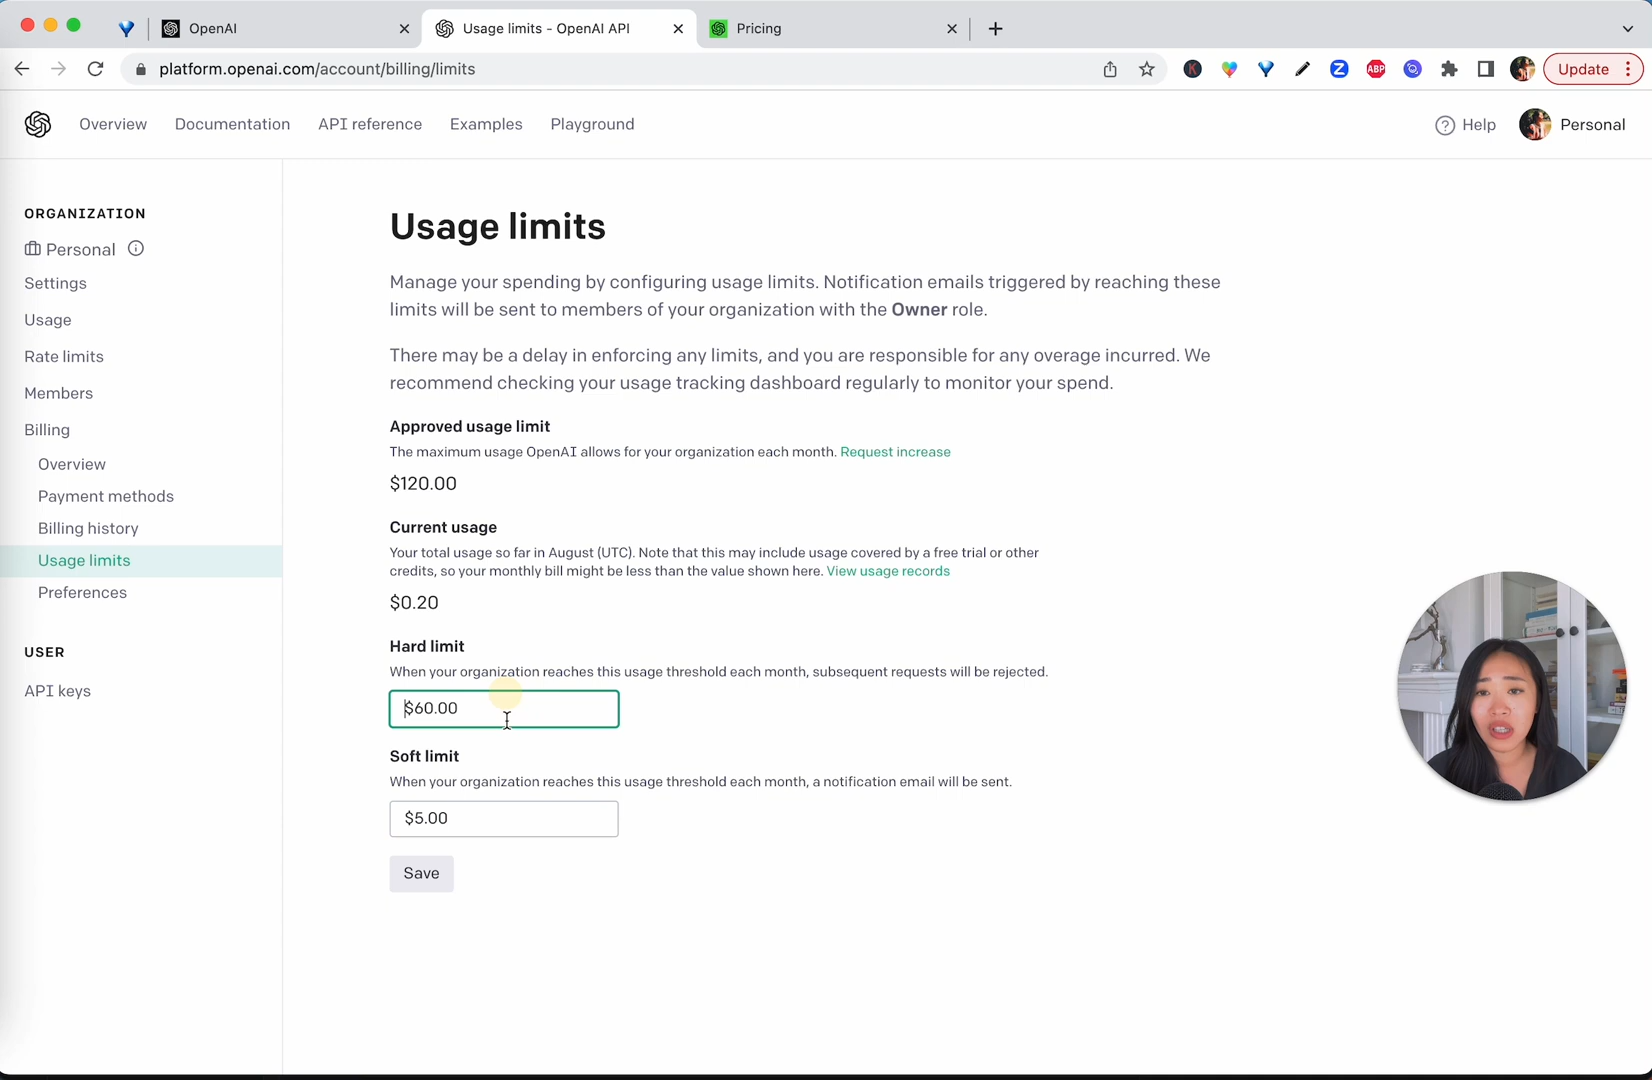 OpenAI
Usage limits - OpenAI API
Pricing
platform.openai.com/account/billing/limits
K
Z
ABP
Update
Overview
Documentation
API reference
Examples
Playground
Help
Personal
ORGANIZATION
Personal
Settings
Usage
Rate limits
Members
Billing
Overview
Payment methods
Billing history
Usage limits
Preferences
USER
API keys
Usage limits
Manage your spending by configuring usage limits. Notification emails triggered by reaching these
limits will be sent to members of your organization with the Owner role.
There may be a delay in enforcing any limits, and you are responsible for any overage incurred. We
recommend checking your usage tracking dashboard regularly to monitor your spend.
Approved usage limit
The maximum usage OpenAI allows for your organization each month. Request increase
$120.00
Current usage
Your total usage so far in August (UTC). Note that this may include usage covered by a free trial or other
credits, so your monthly bill might be less than the value shown here. View usage records
$0.20
Hard limit
When your organization reaches this usage threshold each month, subsequent requests will be rejected.
$60.00
Soft limit
When your organization reaches this usage threshold each month, a notification email will be sent.
$5.00
Save